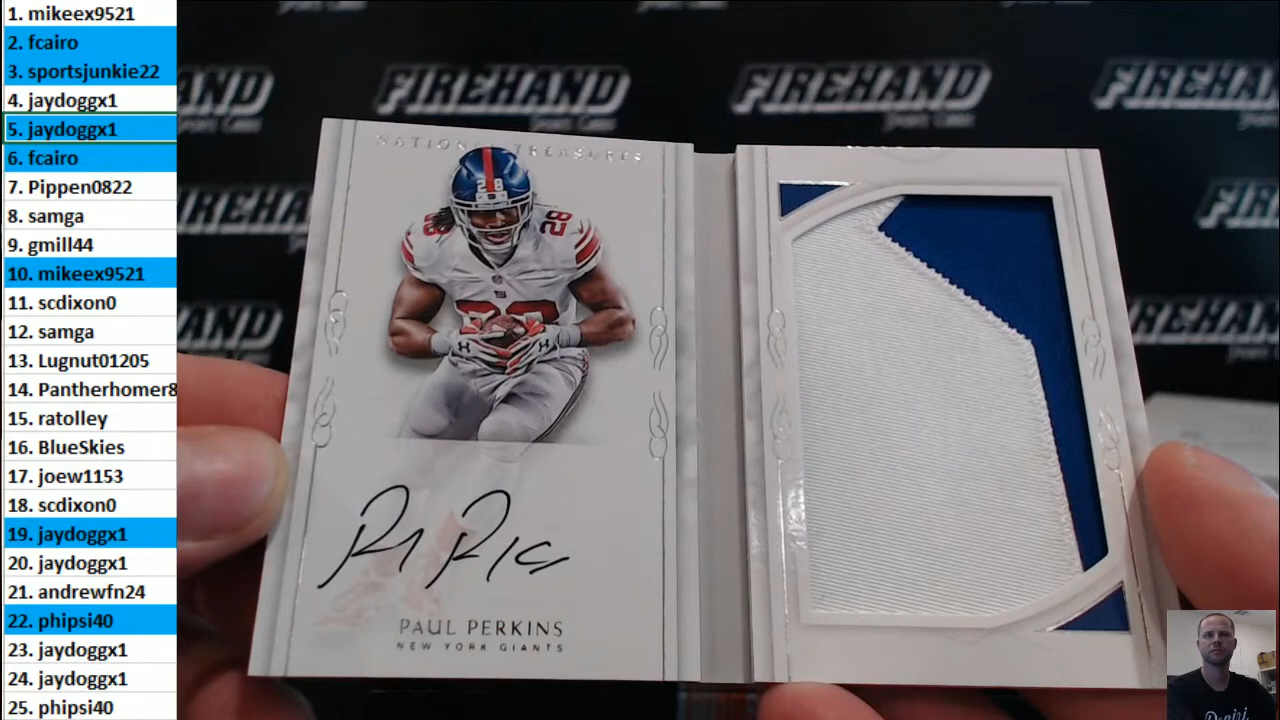 1. mikeex9521
2. fcairo
3. sportsjunkie22
4. jaydoggx1
5. jaydoggx1
6. fcairo
7. Pippen0822
8. samga
9. gmill44
10. mikeex9521
11. scdixon0
12. samga
13. Lugnut01205
14. Pantherhomer8
15. ratolley
16. BlueSkies
17. joew1153
18. scdixon0
19. jaydoggx1
20. jaydoggx1
21. andrewfn24
22. phipsi40
23. jaydoggx1
24. jaydoggx1
25. phipsi40
FIREHAND
FIREHAND
NATIONAL TREASURES
28
28
28
PAUL PERKINS
NEW YORK GIANTS